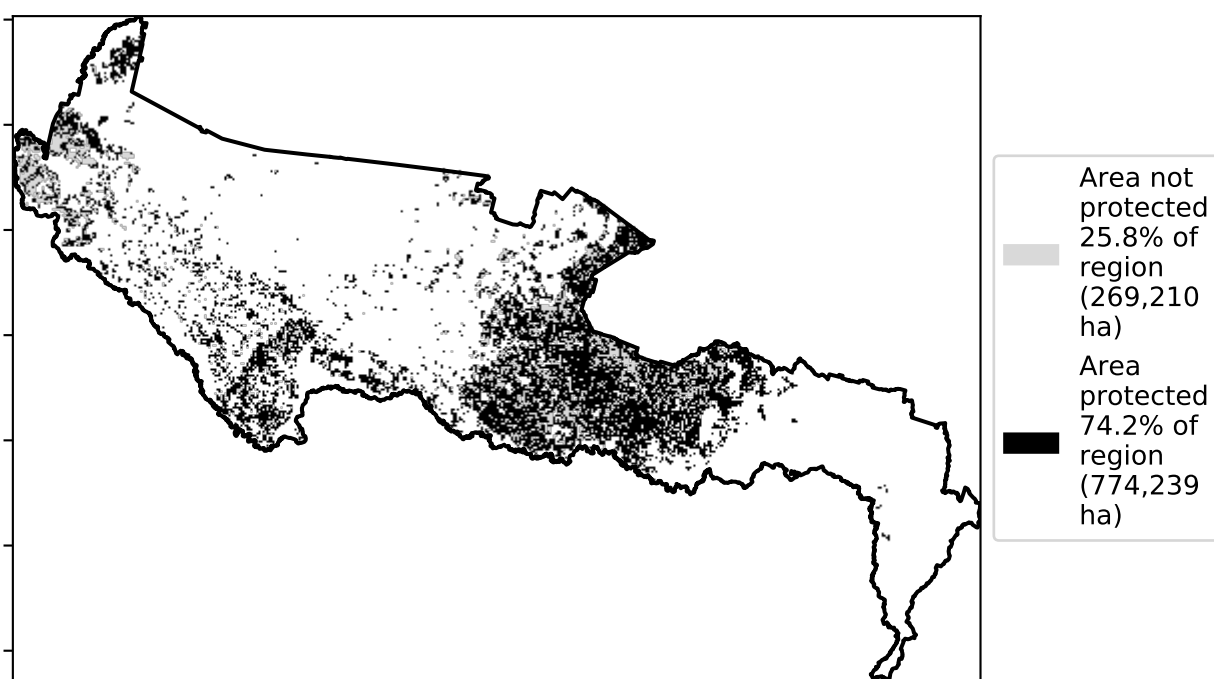 Area not
protected
25.8% of
region
(269,210
ha)
Area
protected
74.2% of
region
(774,239
ha)